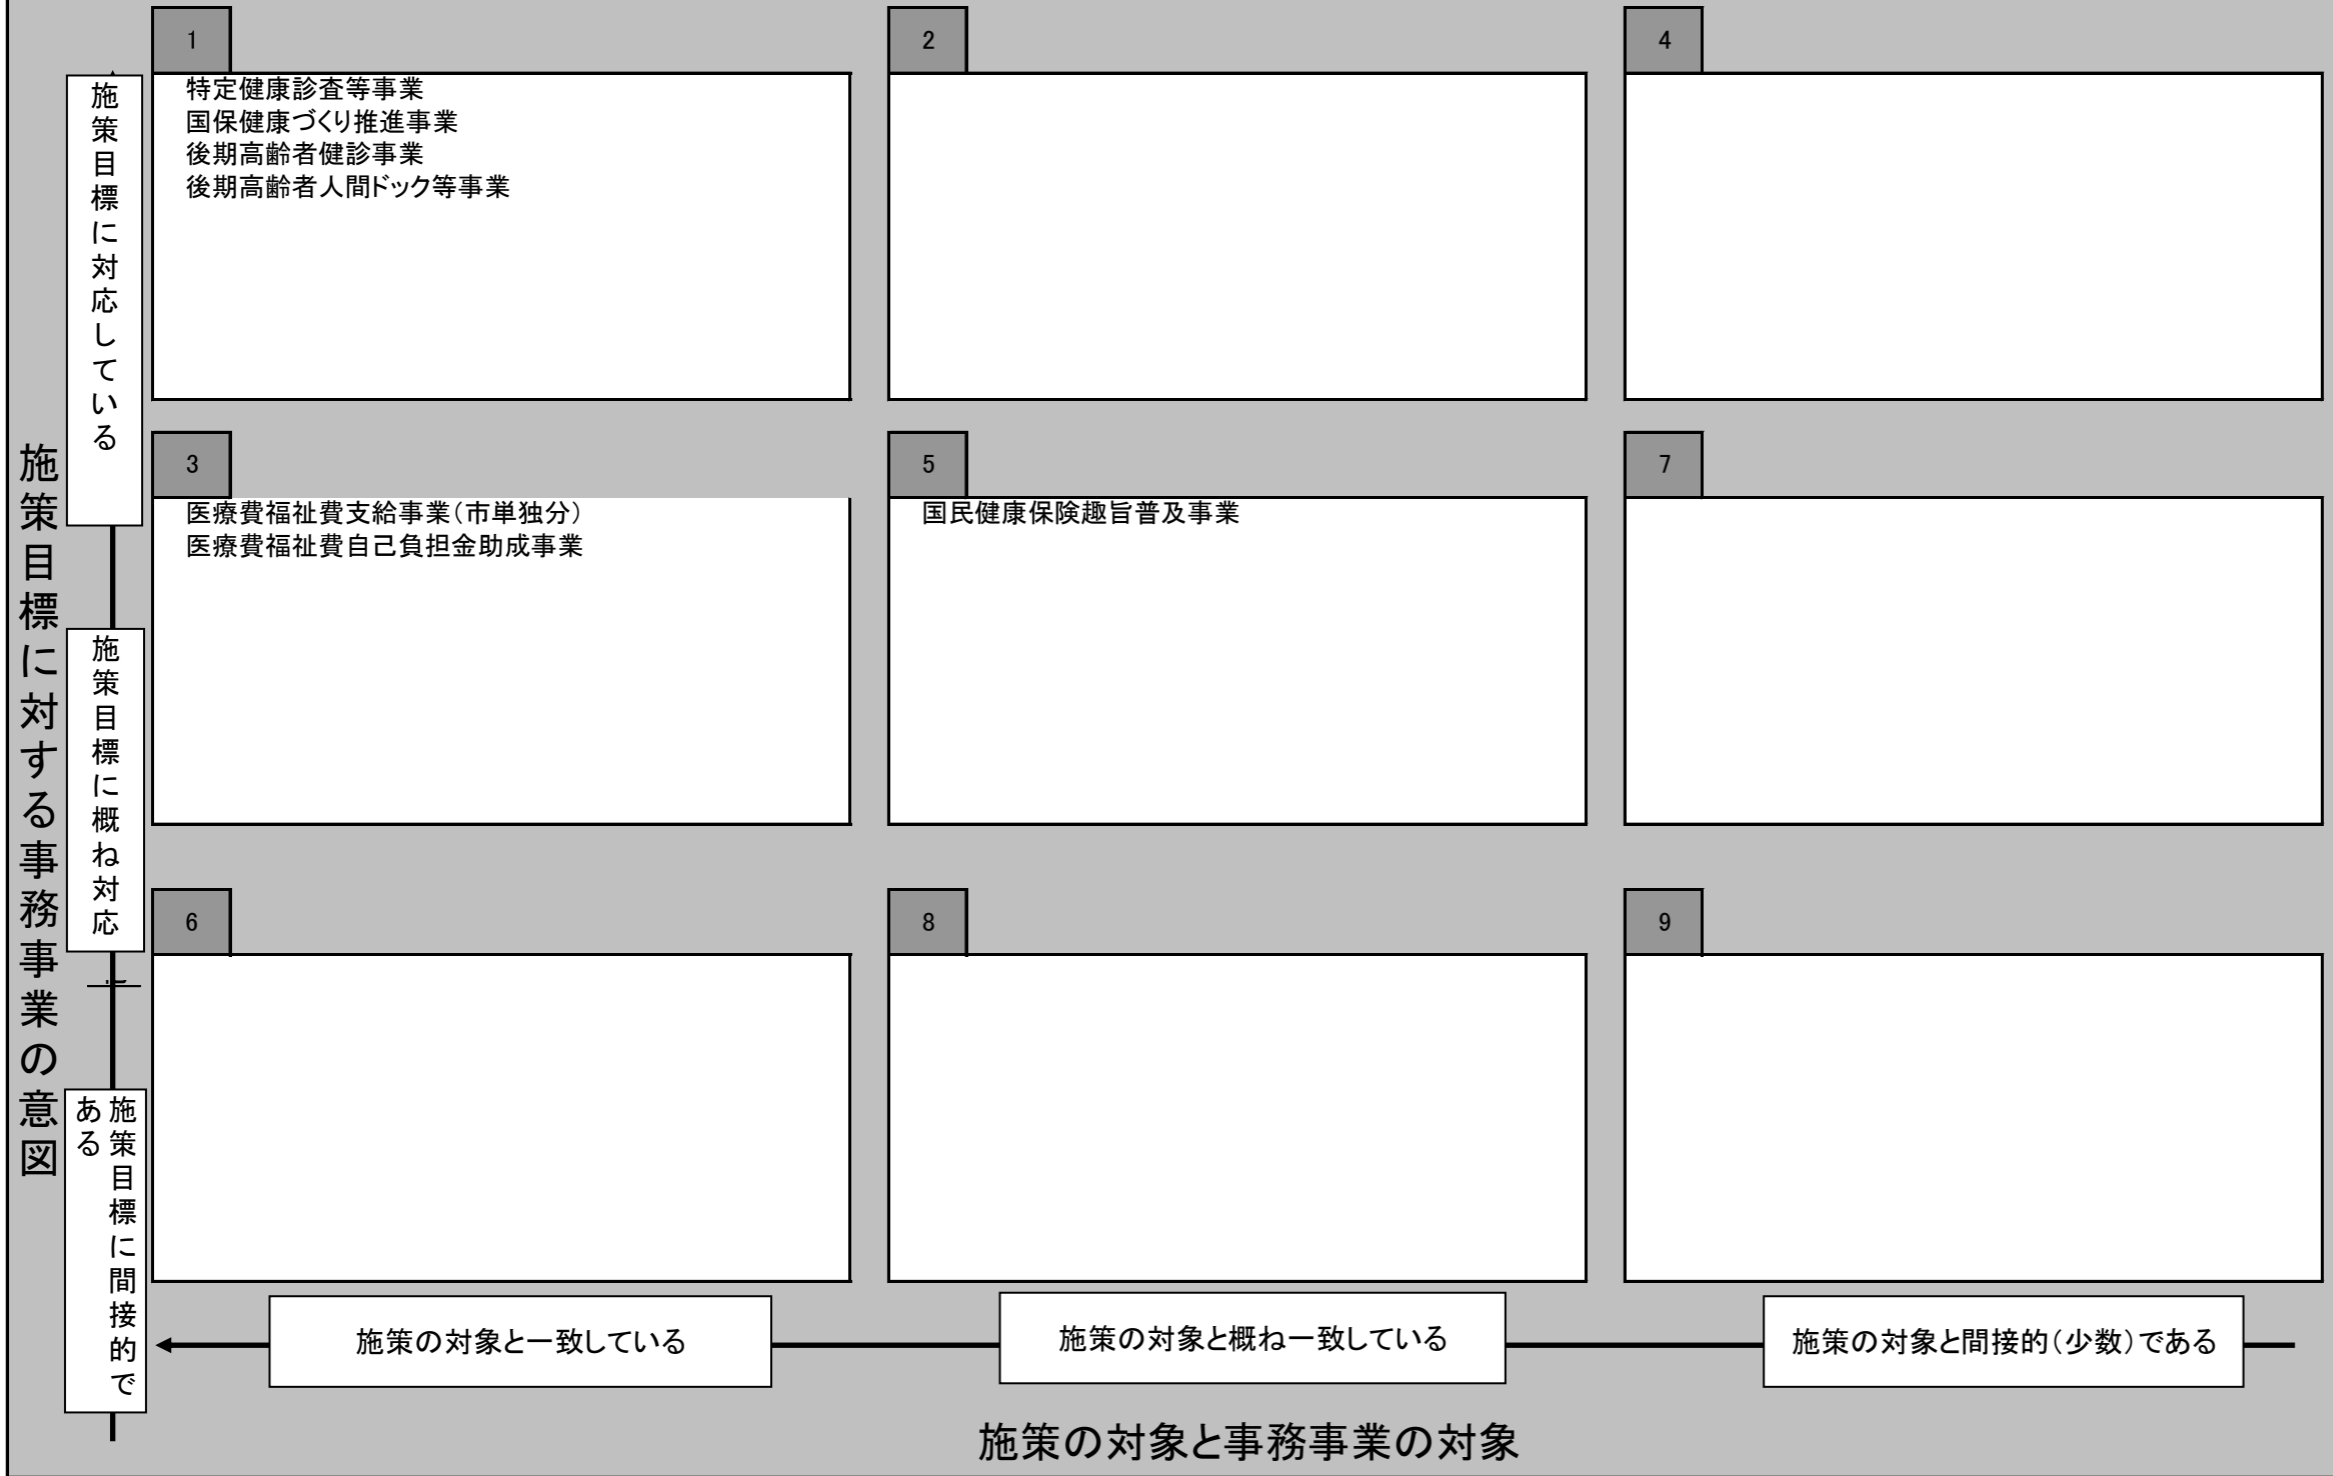 1
2
4
特定健康診査等事業
国保健康づくり推進事業
後期高齢者健診事業
後期高齢者人間ドック等事業
施策目標に対応している
3
5
7
医療費福祉費支給事業（市単独分）
医療費福祉費自己負担金助成事業
国民健康保険趣旨普及事業
施策目標に対する事務事業の意図
施策目標に概ね対応
6
8
9
施策目標に間接的で
ある
施策の対象と一致している
施策の対象と概ね一致している
施策の対象と間接的（少数）である
施策の対象と事務事業の対象